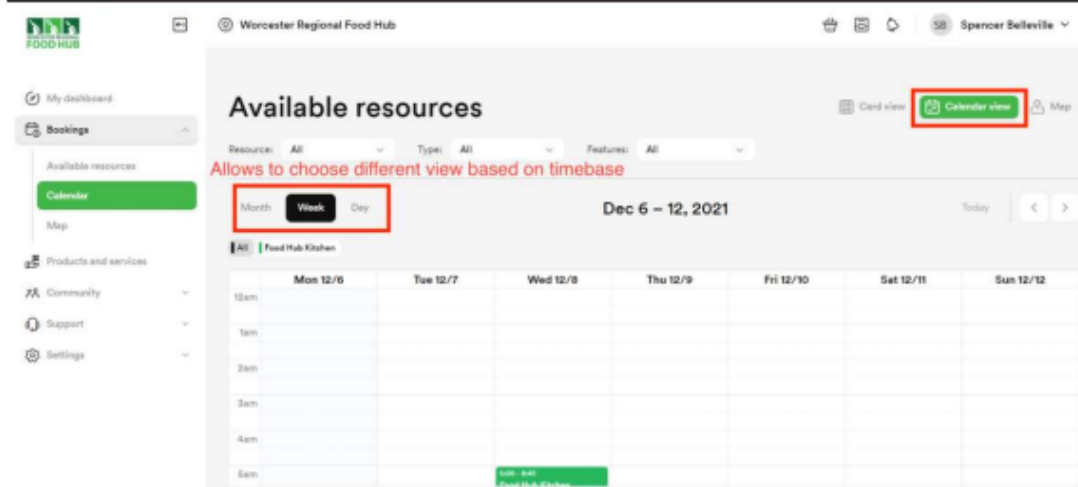 FOOD HUB
Worcester Regional Food Hub
SB Spencer Belleville
My dashboard
Bookings
Available resources
Calendar
Map
Products and services
Community
Support
Settings
Available resources
Card view
Calendar view
Map
Resource: All
Type: All
Features: All
Allows to choose different view based on timebase
Month Week Day
Dec 6 – 12, 2021
Today
All Food Hub Kitchen
Mon 12/6 Tue 12/7 Wed 12/8 Thu 12/9 Fri 12/10 Sat 12/11 Sun 12/12
12am
1am
2am
3am
4am
5am
Food Hub Kitchen